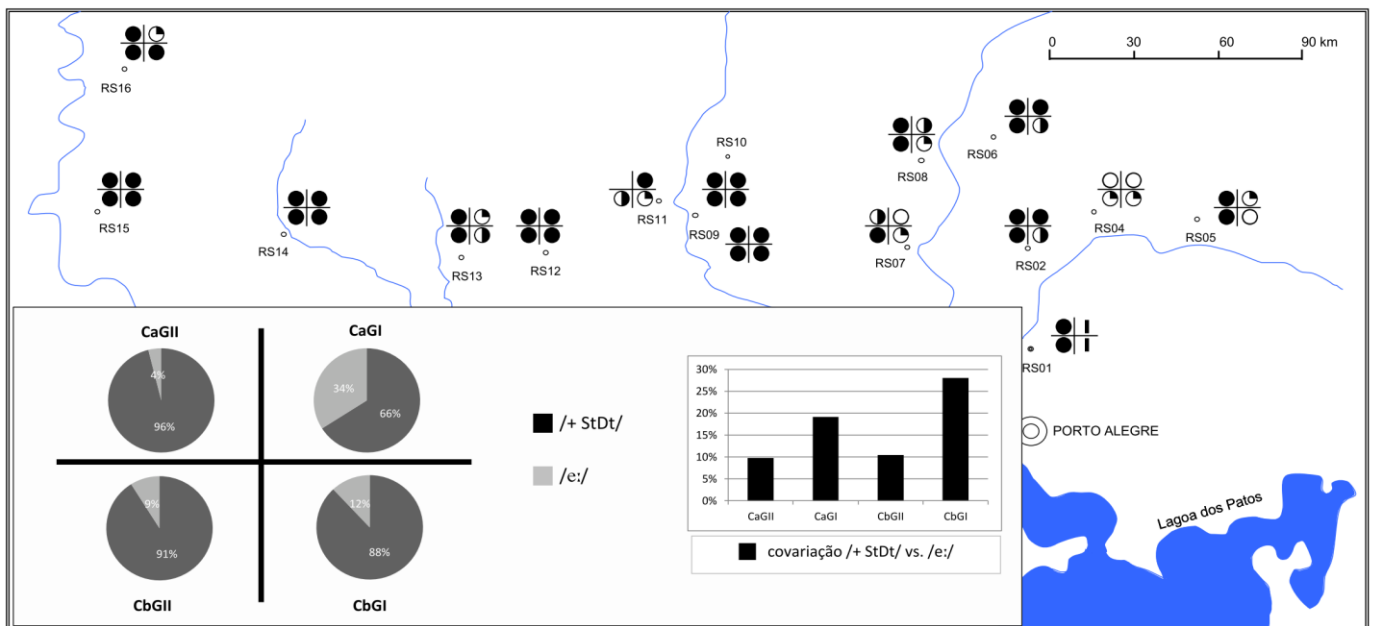 0 30 60 90 km
RS16
RS10
RS06
RS08
RS15
RS11
RS09
RS04
RS05
RS14
RS13
RS12
RS07
RS02
RS01
PORTO ALEGRE
Lagoa dos Patos
CaGII
CaGI
4%
96%
34%
66%
9%
91%
12%
88%
CbGII
CbGI
/+ StDt/
/e:/
30%
25%
20%
15%
10%
5%
0%
CaGII CaGI CbGII CbGI
covariação /+ StDt/ vs. /e:/